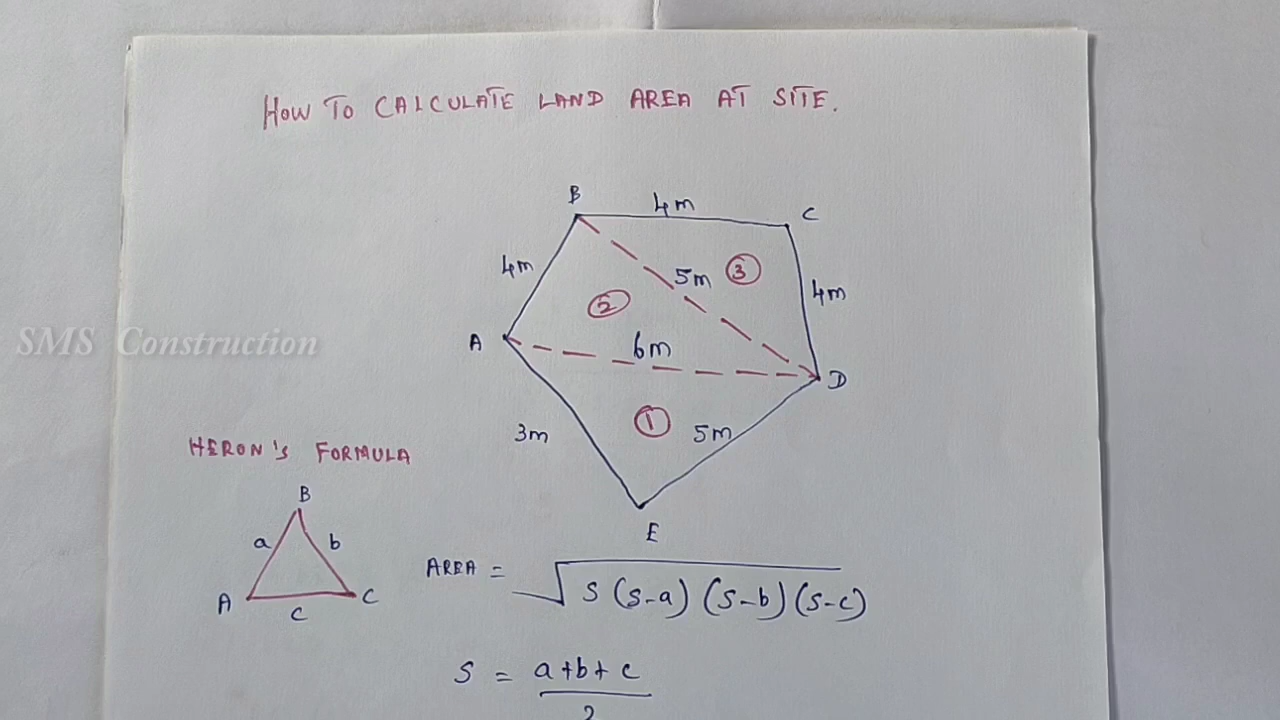 HOW TO CALCULATE LAND AREA AT SITE.
B 4m C
4m 5m 3 4m
2
SMS Construction
A 6m D
1
3m 5m
E
HERON'S FORMULA
B
a b
A C
c
AREA = √ s (s-a) (s-b) (s-c)
s = a+b+c
2